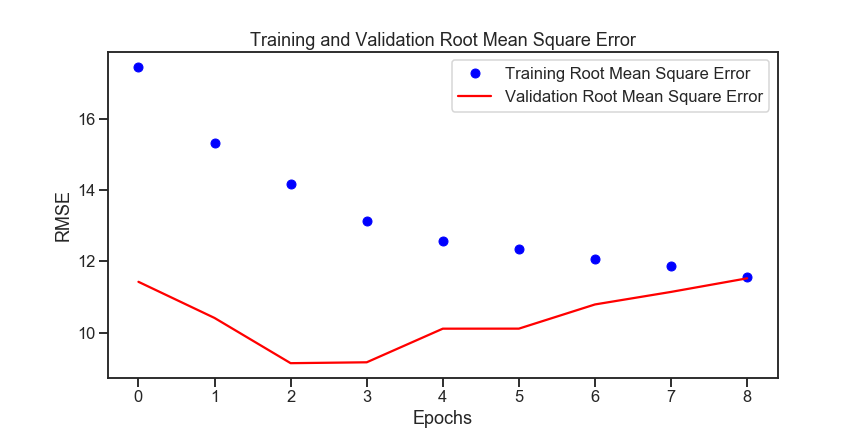 Training and Validation Root Mean Square Error
Training Root Mean Square Error
Validation Root Mean Square Error
RMSE
16
14
12
10
0 1 2 3 4 5 6 7 8
Epochs